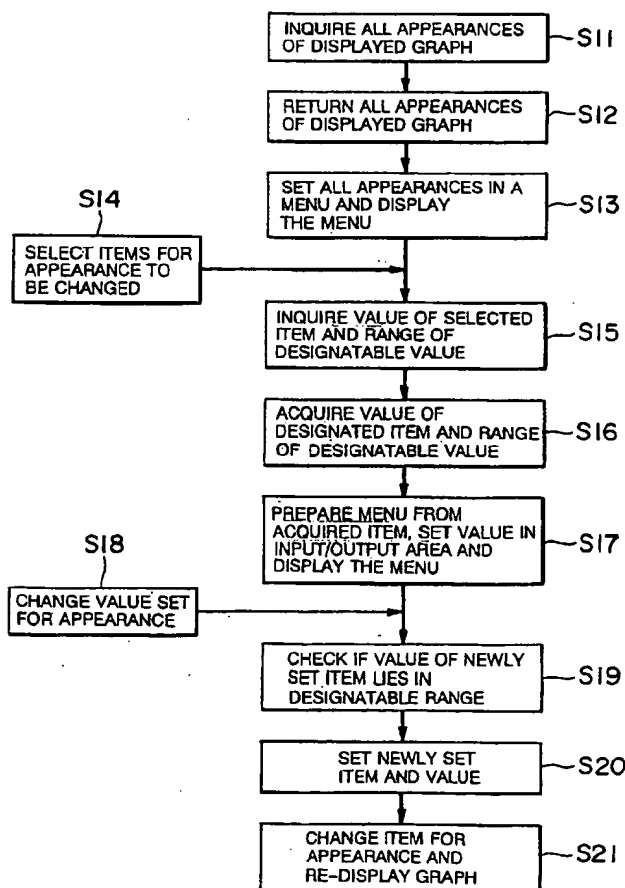 INQUIRE ALL APPEARANCES
OF DISPLAYED GRAPH
S11
RETURN ALL APPEARANCES
OF DISPLAYED GRAPH
S12
SET ALL APPEARANCES IN A
MENU AND DISPLAY
THE MENU
S13
S14
SELECT ITEMS FOR
APPEARANCE TO
BE CHANGED
INQUIRE VALUE OF SELECTED
ITEM AND RANGE OF
DESIGNATABLE VALUE
S15
ACQUIRE VALUE OF
DESIGNATED ITEM AND RANGE
OF DESIGNATABLE VALUE
S16
PREPARE MENU FROM
ACQUIRED ITEM, SET VALUE IN
INPUT/OUTPUT AREA AND
DISPLAY THE MENU
S17
S18
CHANGE VALUE SET
FOR APPEARANCE
CHECK IF VALUE OF NEWLY
SET ITEM LIES IN
DESIGNATABLE RANGE
S19
SET NEWLY SET
ITEM AND VALUE
S20
CHANGE ITEM FOR
APPEARANCE AND
RE-DISPLAY GRAPH
S21